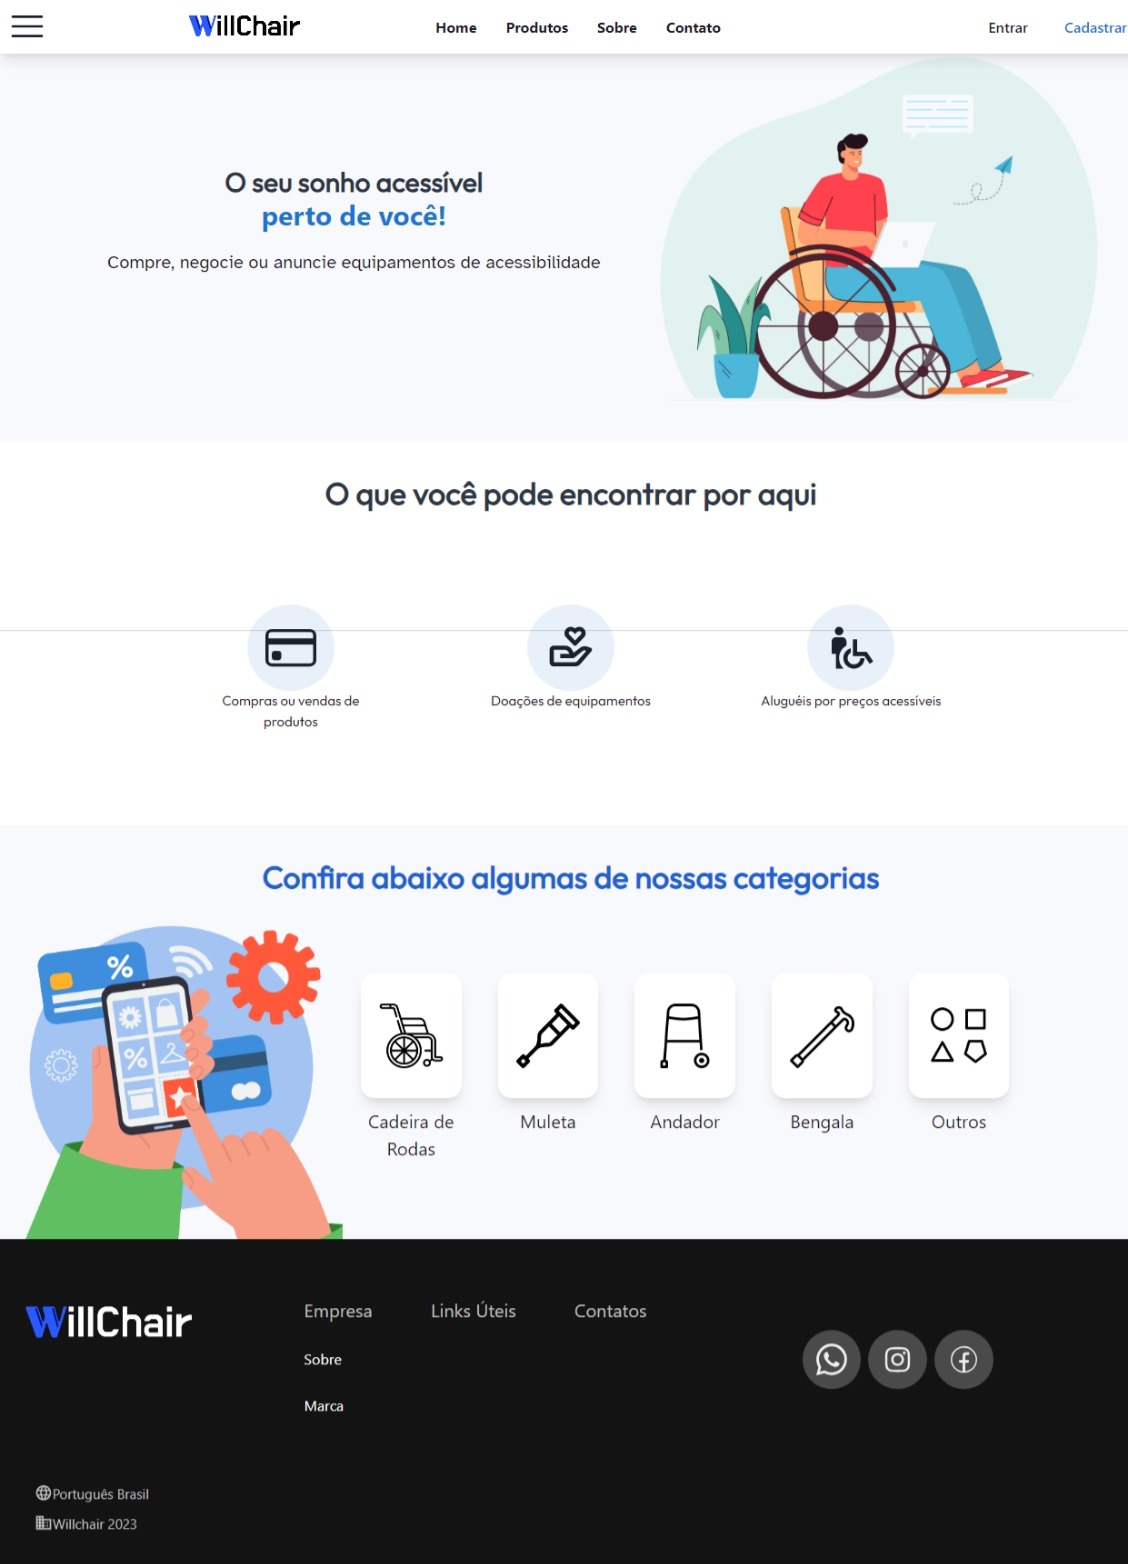 WillChair
Home Produtos Sobre Contato
Entrar Cadastrar
O seu sonho acessível
perto de você!
Compre, negocie ou anuncie equipamentos de acessibilidade
O que você pode encontrar por aqui
Compras ou vendas de
produtos
Doações de equipamentos
Aluguéis por preços acessíveis
Confira abaixo algumas de nossas categorias
%
%
Cadeira de
Rodas
Muleta
Andador
Bengala
Outros
WillChair
Empresa
Sobre
Marca
Links Úteis
Contatos
Português Brasil
Willchair 2023